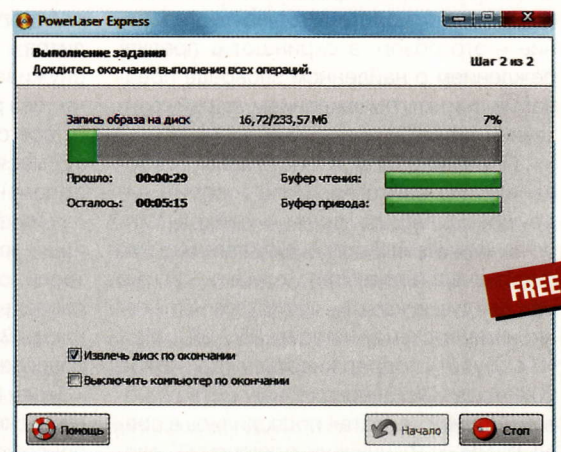 PowerLaser Express
Выполнение задания
Дождитесь окончания выполнения всех операций.
Шаг 2 из 2
Запись образа на диск 16,72/233,57 Мб 7%
Прошло: 00:00:29 Буфер чтения:
Осталось: 00:05:15 Буфер привода:
FREE
Извлечь диск по окончании
Выключить компьютер по окончании
Помощь
Начало
Стоп